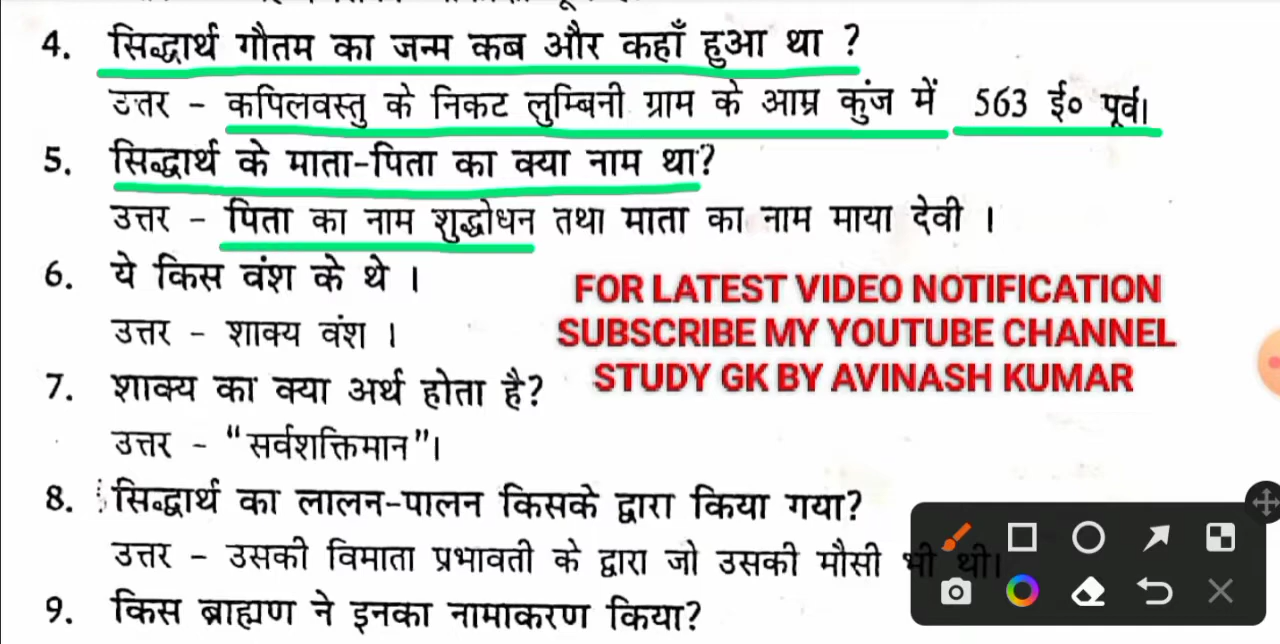 4. सिद्धार्थ गौतम का जन्म कब और कहाँ हुआ था ?
उत्तर - कपिलवस्तु के निकट लुम्बिनी ग्राम के आम्र कुंज में 563 ई० पूर्व।
5. सिद्धार्थ के माता-पिता का क्या नाम था?
उत्तर - पिता का नाम शुद्धोधन तथा माता का नाम माया देवी ।
6. ये किस वंश के थे ।
उत्तर - शाक्य वंश ।
FOR LATEST VIDEO NOTIFICATION
SUBSCRIBE MY YOUTUBE CHANNEL
STUDY GK BY AVINASH KUMAR
7. शाक्य का क्या अर्थ होता है?
उत्तर - “सर्वशक्तिमान”।
8. सिद्धार्थ का लालन-पालन किसके द्वारा किया गया?
उत्तर - उसकी विमाता प्रभावती के द्वारा जो उसकी मौसी भी थी।
9. किस ब्राह्मण ने इनका नामाकरण किया?